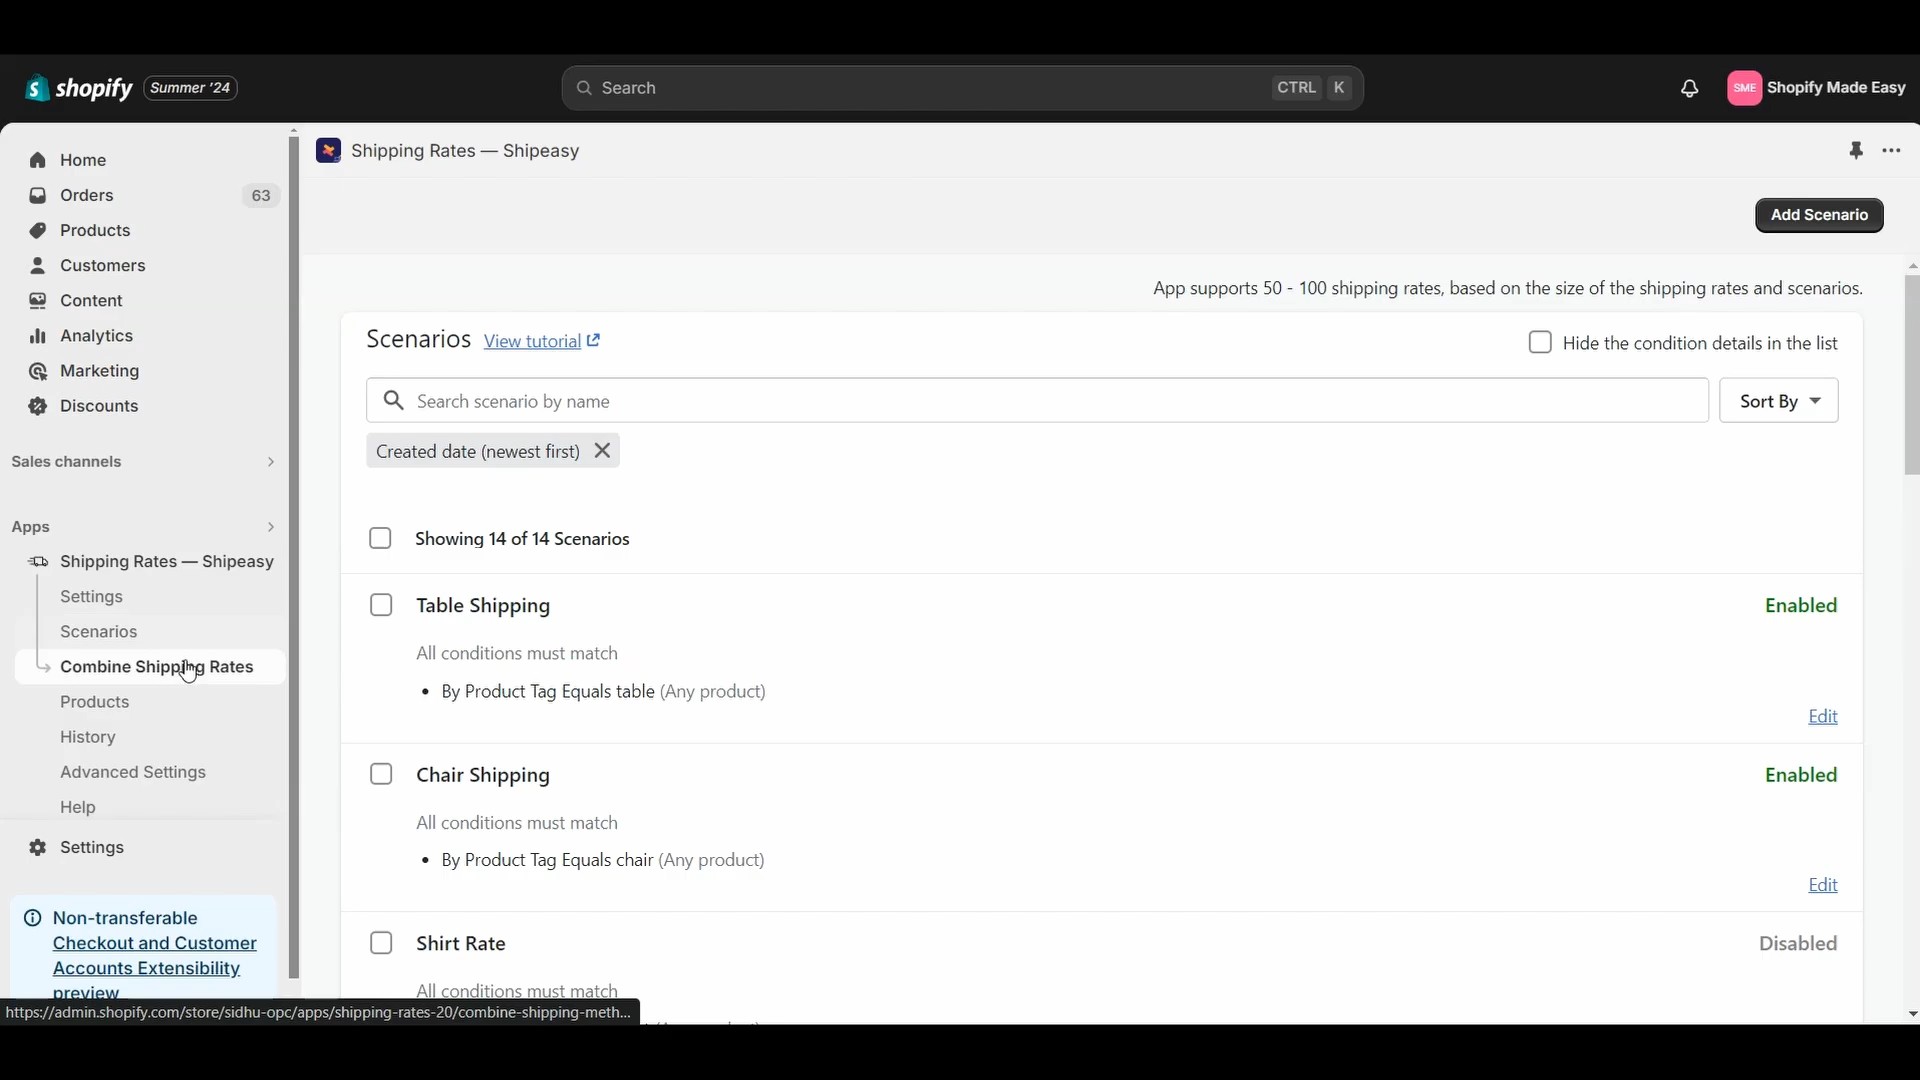 shopify Summer '24
Search CTRL K
SME Shopify Made Easy
Home
Orders 63
Products
Customers
Content
Analytics
Marketing
Discounts
Sales channels
Apps
Shipping Rates — Shipeasy
Settings
Scenarios
Combine Shipping Rates
Products
History
Advanced Settings
Help
Settings
Non-transferable
Checkout and Customer
Accounts Extensibility
preview
https://admin.shopify.com/store/sidhu-opc/apps/shipping-rates-20/combine-shipping-meth...
Shipping Rates — Shipeasy
Add Scenario
App supports 50 - 100 shipping rates, based on the size of the shipping rates and scenarios.
Scenarios View tutorial
Hide the condition details in the list
Search scenario by name
Sort By
Created date (newest first)
Showing 14 of 14 Scenarios
Table Shipping Enabled
All conditions must match
• By Product Tag Equals table (Any product)
Edit
Chair Shipping Enabled
All conditions must match
• By Product Tag Equals chair (Any product)
Edit
Shirt Rate Disabled
All conditions must match